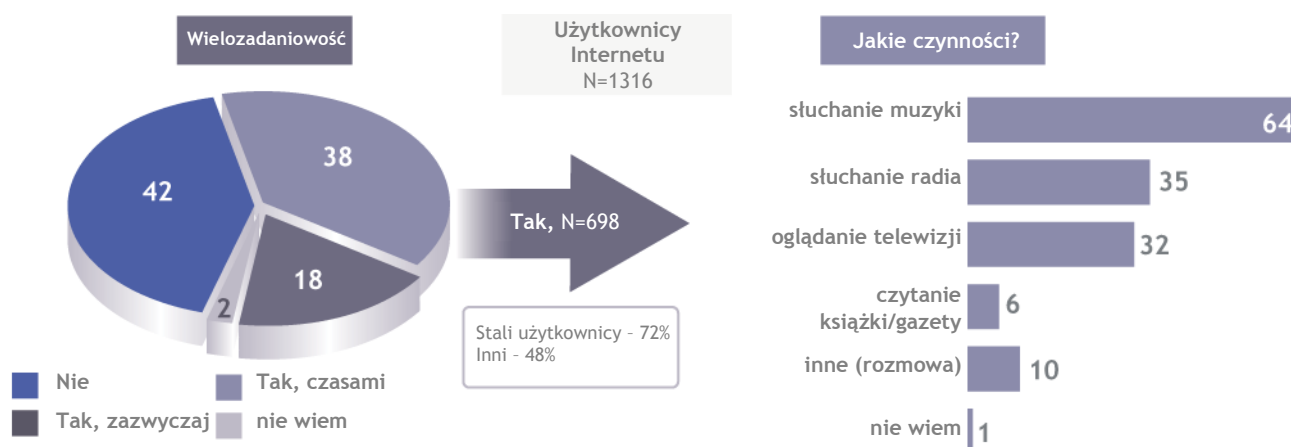 Wielozadaniowość
Użytkownicy
Internetu
N=1316
Jakie czynności?
42
38
18
2
Nie
Tak, czasami
Tak, zazwyczaj
nie wiem
Tak, N=698
Stali użytkownicy - 72%
Inni - 48%
słuchanie muzyki
64
słuchanie radia
35
oglądanie telewizji
32
czytanie
książki/gazety
6
inne (rozmowa)
10
nie wiem
1